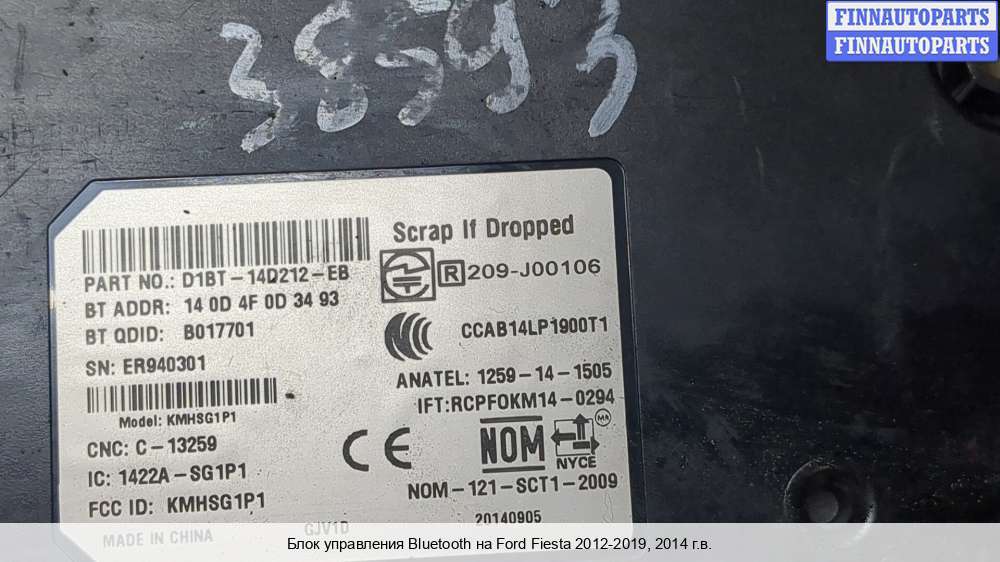 FINNAUTOPARTS
FINNAUTOPARTS
Scrap If Dropped
PART NO.: D1BT-14D212-EB
BT ADDR: 14 0D 4F 0D 34 93
BT QDID: B017701
SN: ER940301
Model: KMHSG1P1
CNC: C-13259
IC: 1422A-SG1P1
FCC ID: KMHSG1P1
MADE IN CHINA
GJV1D
R 209-J00106
CCAB14LP1900T1
ANATEL: 1259-14-1505
IFT:RCPFOKM14-0294
CE
NOM
NYCE
NOM-121-SCT1-2009
20140905
Блок управления Bluetooth на Ford Fiesta 2012-2019, 2014 г.в.